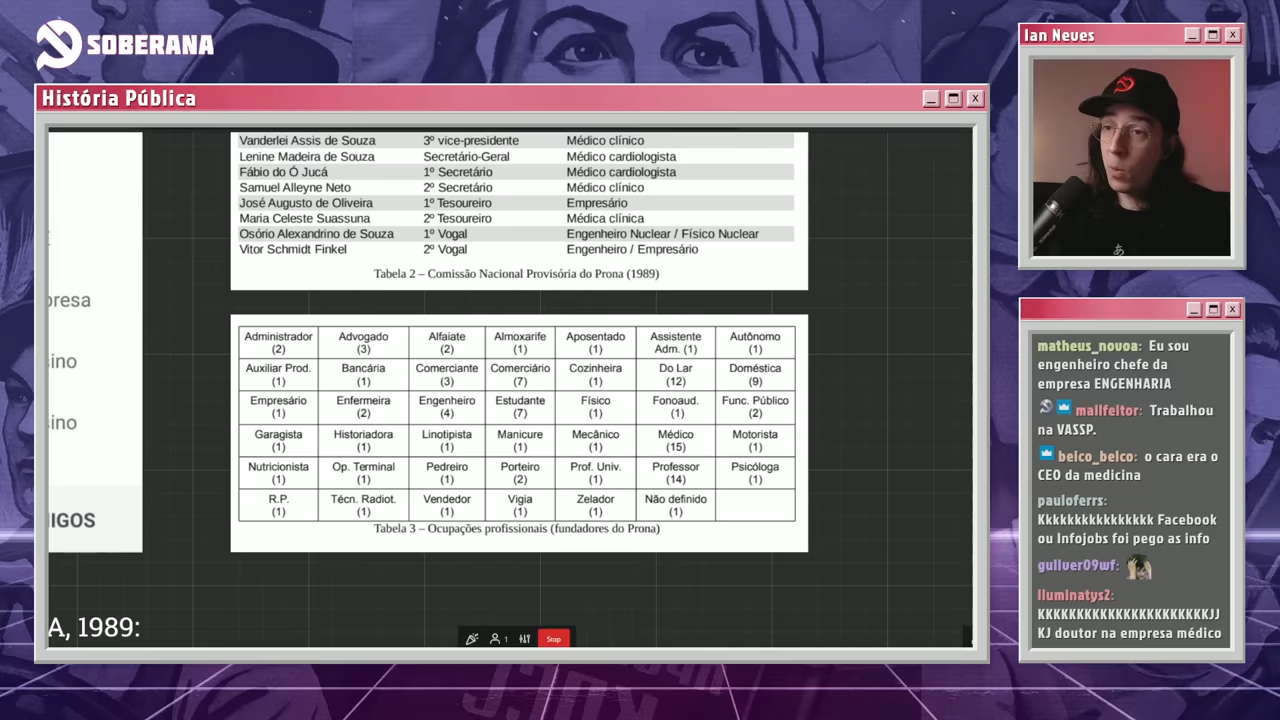 SOBERANA
História Pública
Vanderlei Assis de Souza 3º vice-presidente Médico clínico
Lenine Madeira de Souza Secretário-Geral Médico cardiologista
Fábio do Ó Jucá 1º Secretário Médico cardiologista
Samuel Alleyne Neto 2º Secretário Médico clínico
José Augusto de Oliveira 1º Tesoureiro Empresário
Maria Celeste Suassuna 2º Tesoureiro Médica clínica
Osório Alexandrino de Souza 1º Vogal Engenheiro Nuclear / Físico Nuclear
Vitor Schmidt Finkel 2º Vogal Engenheiro / Empresário
Tabela 2 – Comissão Nacional Provisória do Prona (1989)
Administrador Advogado Alfaiate Almoxarife Aposentado Assistente Autônomo
(2) (3) (2) (1) (1) Adm. (1) (1)
Auxiliar Prod. Bancária Comerciante Comerciário Cozinheira Do Lar Doméstica
(1) (1) (3) (7) (1) (12) (9)
Empresário Enfermeira Engenheiro Estudante Físico Fonoaud. Func. Público
(1) (2) (4) (7) (1) (1) (2)
Garagista Historiadora Linotipista Manicure Mecânico Médico Motorista
(1) (1) (1) (1) (1) (15) (1)
Nutricionista Op. Terminal Pedreiro Porteiro Prof. Univ. Professor Psicóloga
(1) (1) (1) (2) (1) (14) (1)
R.P. Técn. Radiot. Vendedor Vigia Zelador Não definido
(1) (1) (1) (1) (1) (1)
Tabela 3 – Ocupações profissionais (fundadores do Prona)
resa
ino
ino
IGOS
A, 1989:
1 Stop
Ian Neves
あ
matheus_novoa: Eu sou
engenheiro chefe da
empresa ENGENHARIA
malfeitor: Trabalhou
na VASSP.
belco_belco: o cara era o
CEO da medicina
pauloferrs:
Kkkkkkkkkkkkkkkk Facebook
ou Infojobs foi pego as info
guliver09wf:
iluminatys2:
KKKKKKKKKKKKKKKKKKKKKJJ
KJ doutor na empresa médico